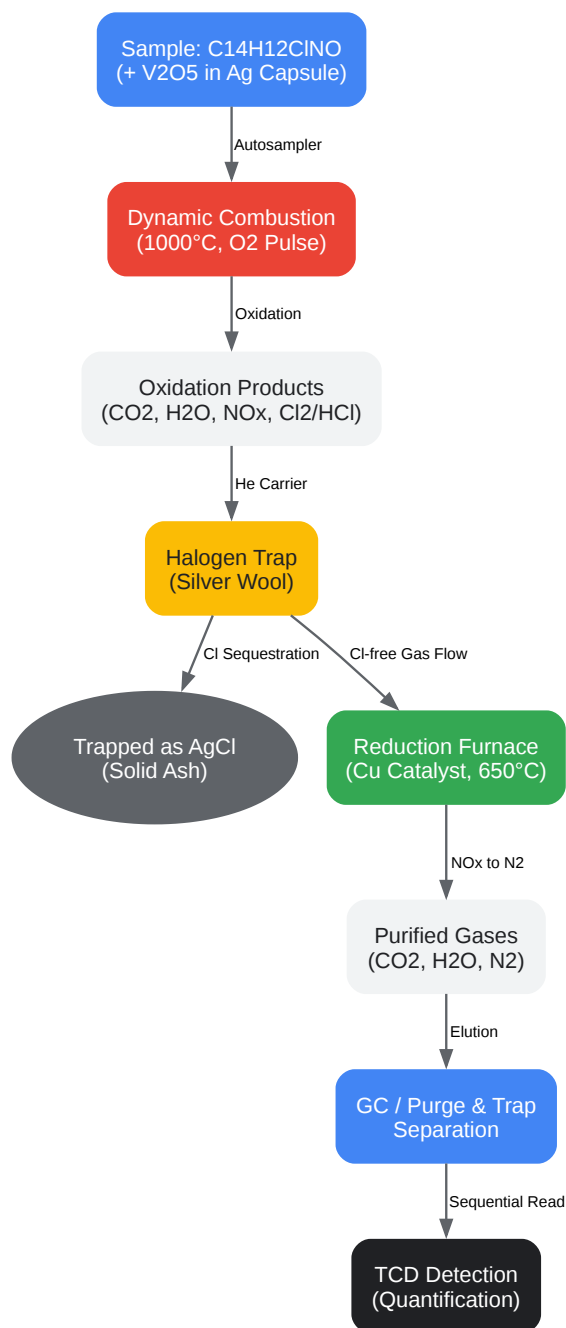 Sample: C14H12ClNO
(+ V2O5 in Ag Capsule)
Autosampler
Dynamic Combustion
(1000°C, O2 Pulse)
Oxidation
Oxidation Products
(CO2, H2O, NOx, Cl2/HCl)
He Carrier
Halogen Trap
(Silver Wool)
Cl Sequestration
Cl-free Gas Flow
Trapped as AgCl
(Solid Ash)
Reduction Furnace
(Cu Catalyst, 650°C)
NOx to N2
Purified Gases
(CO2, H2O, N2)
Elution
GC / Purge & Trap
Separation
Sequential Read
TCD Detection
(Quantification)